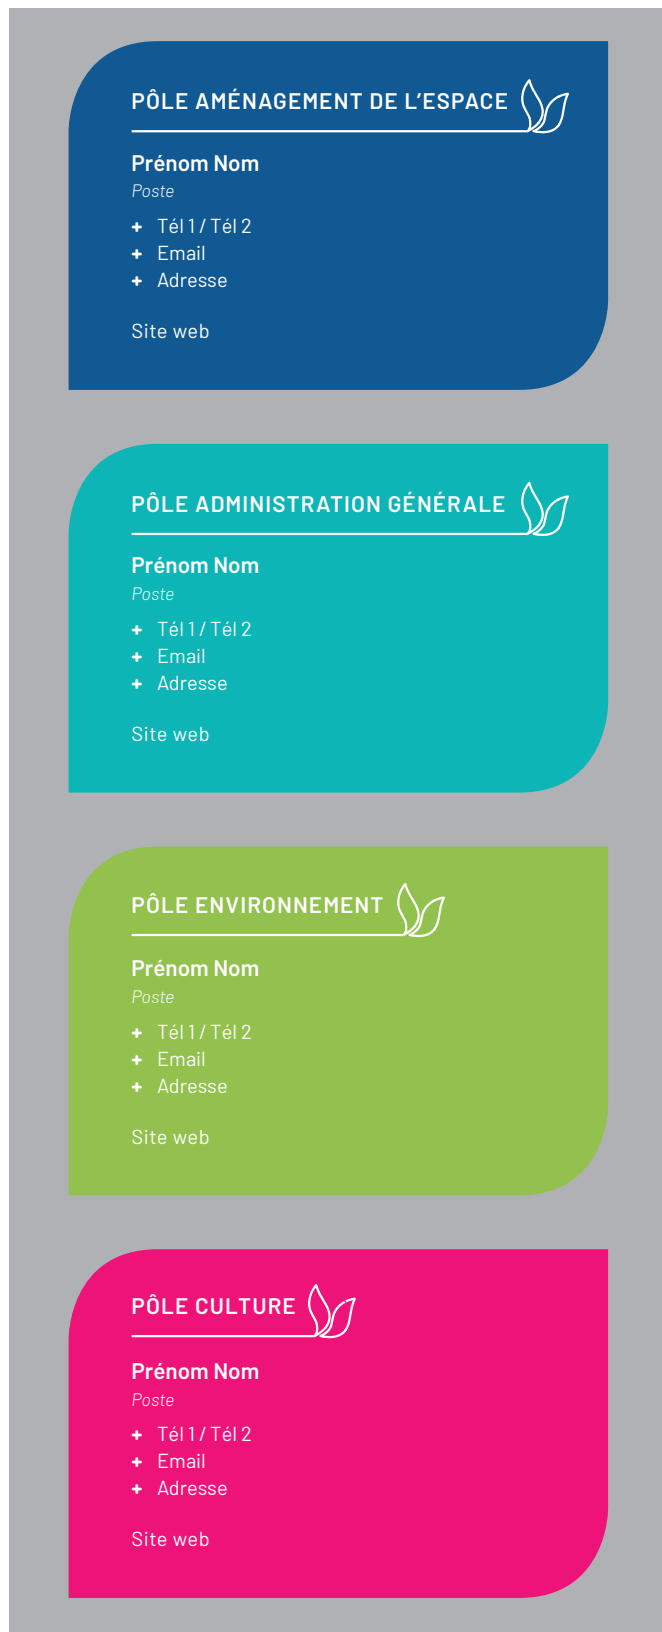 PÔLE AMÉNAGEMENT DE L’ESPACE
Prénom Nom
Poste
+ Tél 1 / Tél 2
+ Email
+ Adresse
Site web
PÔLE ADMINISTRATION GÉNÉRALE
Prénom Nom
Poste
+ Tél 1 / Tél 2
+ Email
+ Adresse
Site web
PÔLE ENVIRONNEMENT
Prénom Nom
Poste
+ Tél 1 / Tél 2
+ Email
+ Adresse
Site web
PÔLE CULTURE
Prénom Nom
Poste
+ Tél 1 / Tél 2
+ Email
+ Adresse
Site web